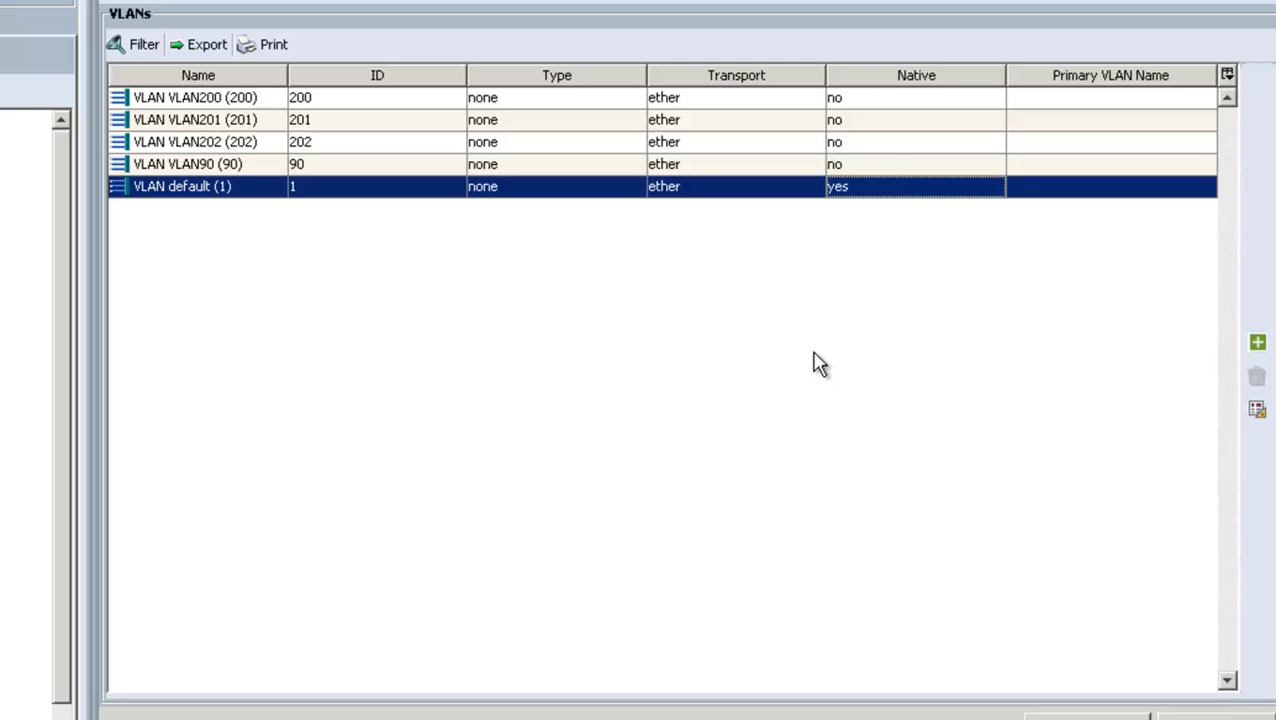 VLANs
Filter Export Print
Name ID Type Transport Native Primary VLAN Name
VLAN VLAN200 (200) 200 none ether no
VLAN VLAN201 (201) 201 none ether no
VLAN VLAN202 (202) 202 none ether no
VLAN VLAN90 (90) 90 none ether no
VLAN default (1) 1 none ether yes